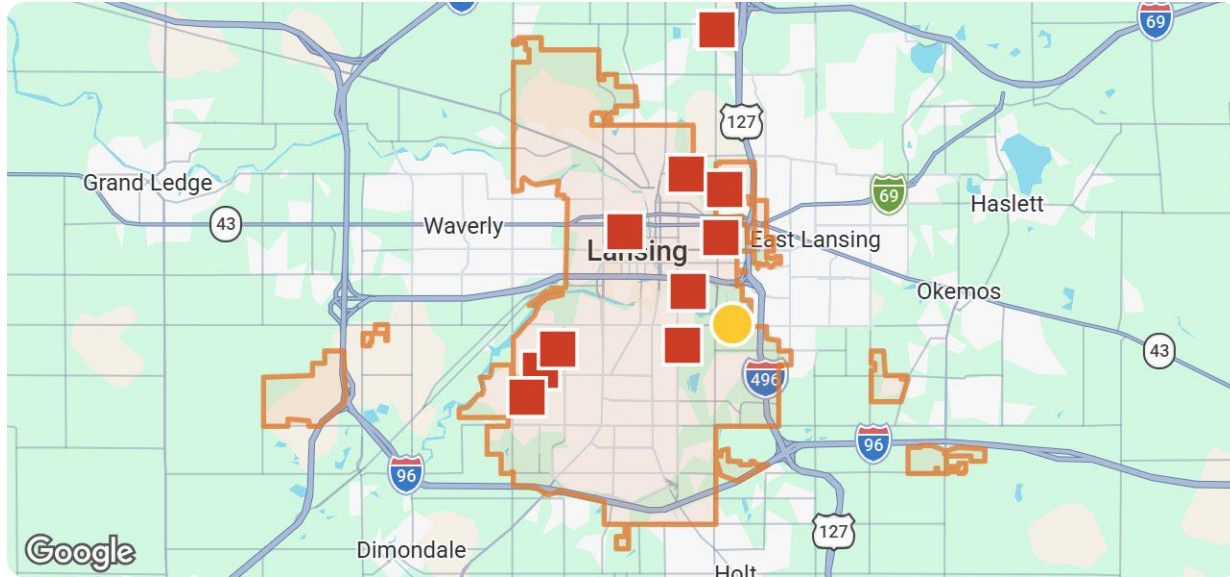 69
127
Grand Ledge
69
Haslett
43
Waverly
East Lansing
Lansing
Okemos
43
496
96
96
127
Google
Dimondale
Holt